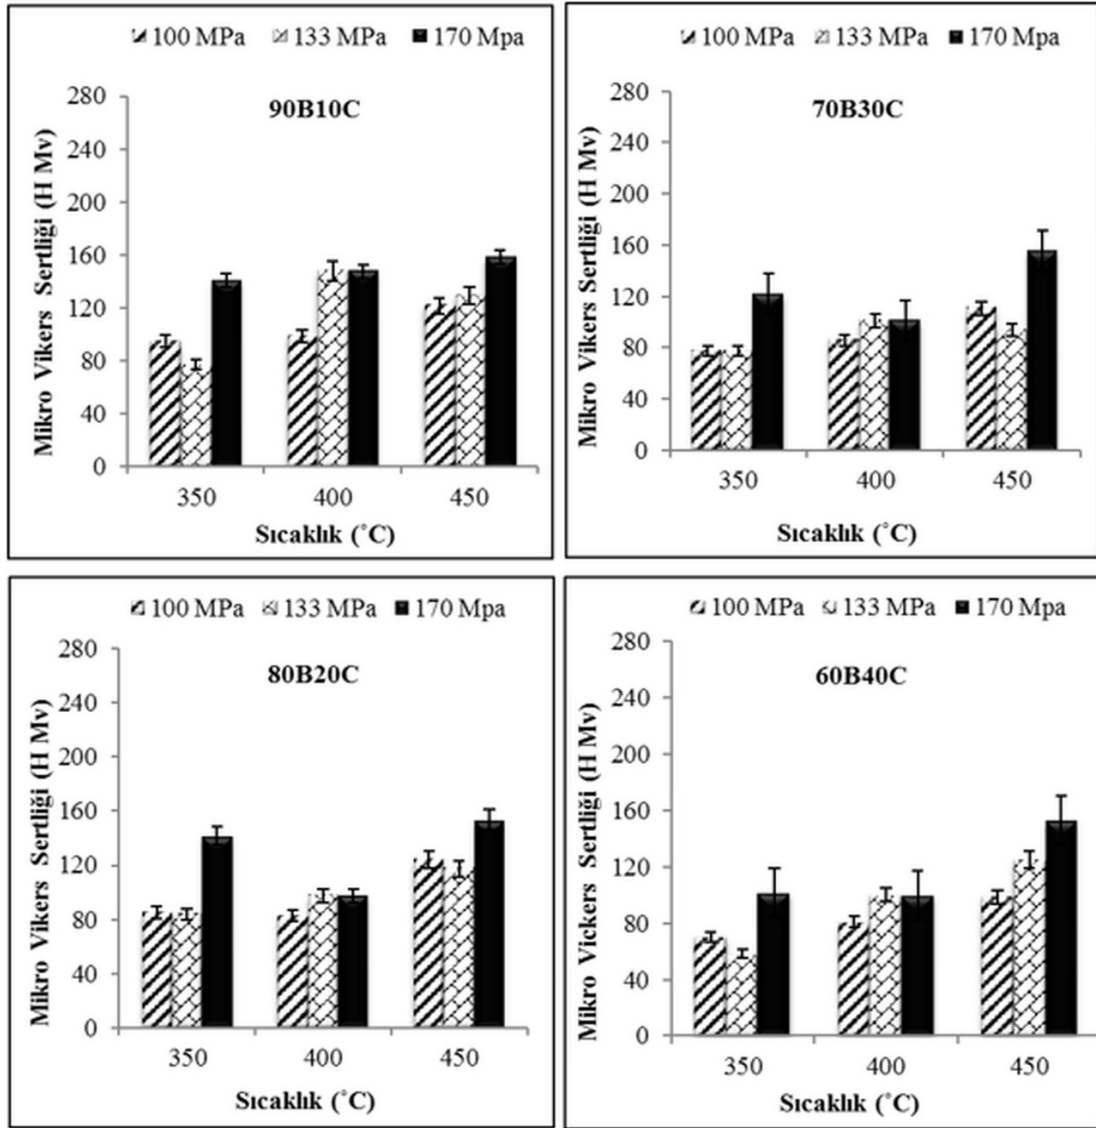 100 MPa 133 MPa 170 Mpa
90B10C
Mikro Vikers Sertliği (H Mv)
280
240
200
160
120
80
40
0
350 400 450
Sıcaklık (˚C)
100 MPa 133 MPa 170 Mpa
70B30C
Mikro Vikers Sertliği (H Mv)
280
240
200
160
120
80
40
0
350 400 450
Sıcaklık (˚C)
100 MPa 133 MPa 170 Mpa
80B20C
Mikro Vikers Sertliği (H Mv)
280
240
200
160
120
80
40
0
350 400 450
Sıcaklık (˚C)
100 MPa 133 MPa 170 Mpa
60B40C
Mikro Vickers Sertliği (H Mv)
280
240
200
160
120
80
40
0
350 400 450
Sıcaklık (˚C)